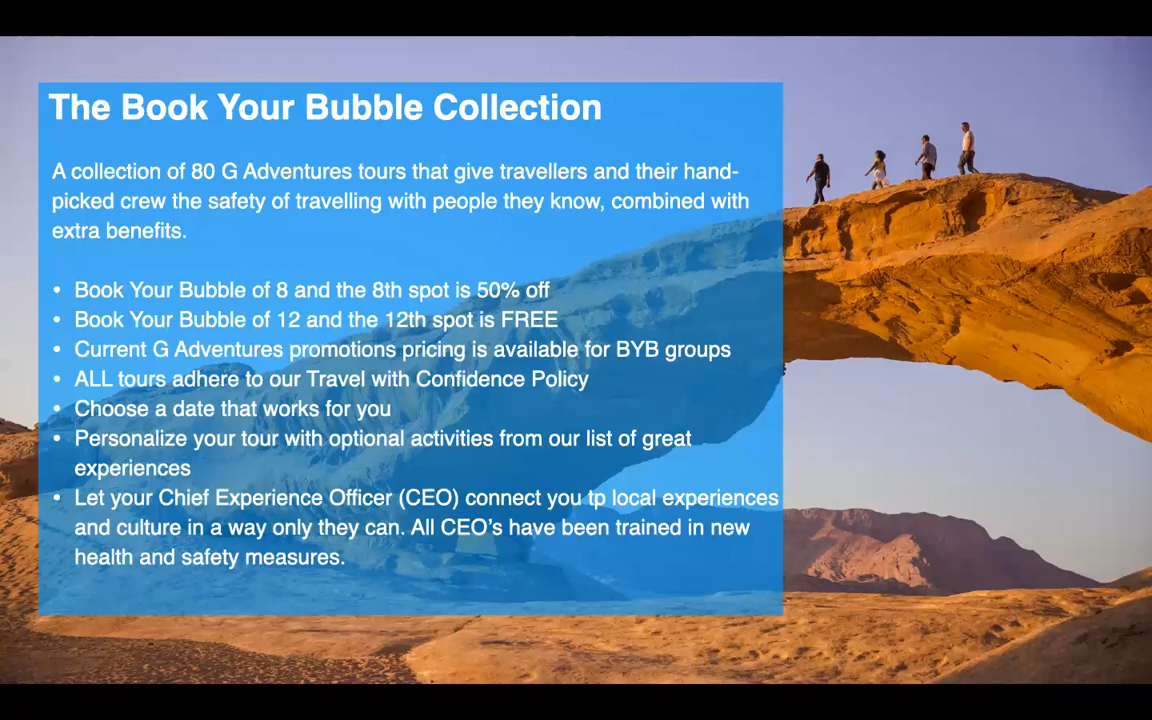 The Book Your Bubble Collection
A collection of 80 G Adventures tours that give travellers and their hand-
picked crew the safety of travelling with people they know, combined with
extra benefits.
• Book Your Bubble of 8 and the 8th spot is 50% off
• Book Your Bubble of 12 and the 12th spot is FREE
• Current G Adventures promotions pricing is available for BYB groups
• ALL tours adhere to our Travel with Confidence Policy
• Choose a date that works for you
• Personalize your tour with optional activities from our list of great
experiences
• Let your Chief Experience Officer (CEO) connect you tp local experiences
and culture in a way only they can. All CEO’s have been trained in new
health and safety measures.